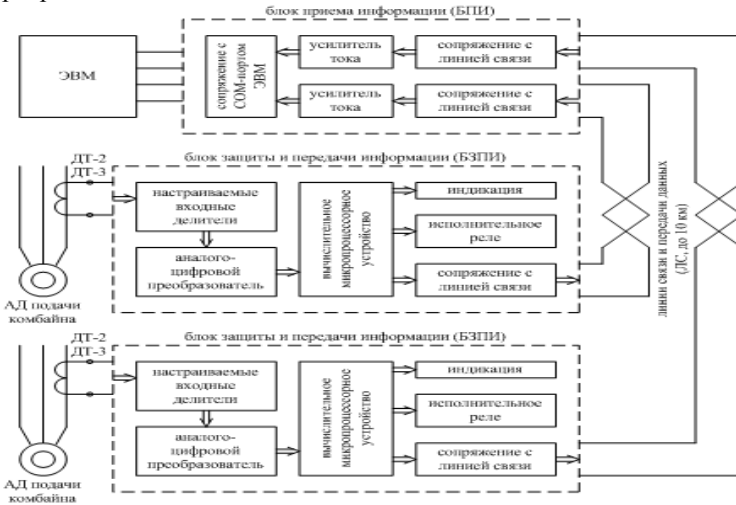 блок приема информации (БПИ)
ЭВМ
сопряжение с
COM-портом
ЭВМ
усилитель
тока
сопряжение с
линией связи
усилитель
тока
сопряжение с
линией связи
ДТ-2
ДТ-3
блок защиты и передачи информации (БЗПИ)
настраиваемые
входные
делители
аналого-
цифровой
преобразователь
вычислительное
микропроцессорное
устройство
индикация
исполнительное
реле
сопряжение с
линией связи
АД подачи
комбайна
линии связи и передачи данных
(ЛС, до 10 км)
ДТ-2
ДТ-3
блок защиты и передачи информации (БЗПИ)
настраиваемые
входные
делители
аналого-
цифровой
преобразователь
вычислительное
микропроцессорное
устройство
индикация
исполнительное
реле
сопряжение с
линией связи
АД подачи
комбайна